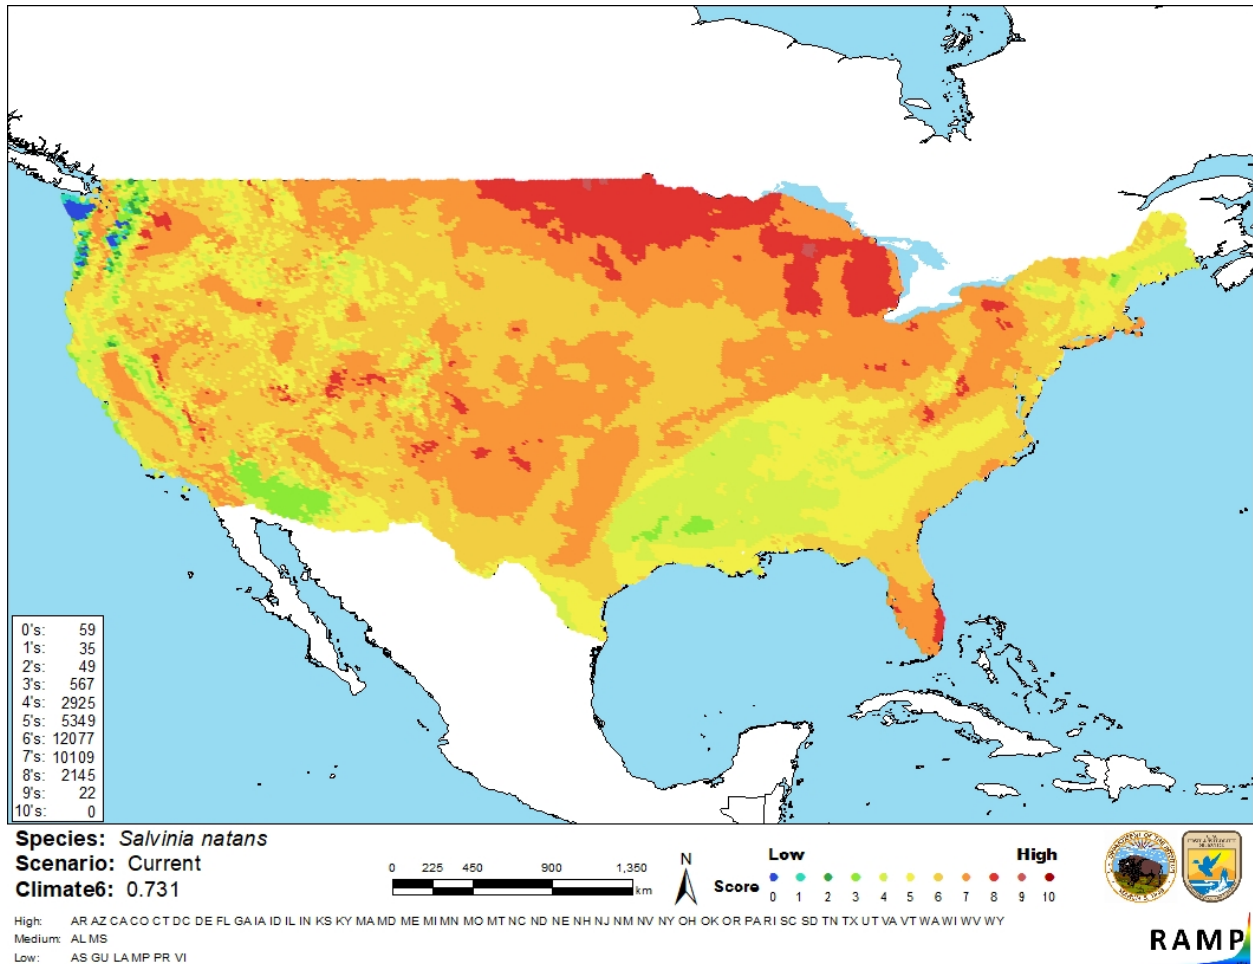 0's: 59
1's: 35
2's: 49
3's: 567
4's: 2925
5's: 5349
6's: 12077
7's: 10109
8's: 2145
9's: 22
10's: 0
Species: Salvinia natans
Scenario: Current
Climate6: 0.731
0 225 450 900 1,350
km
N
Low High
Score 0 1 2 3 4 5 6 7 8 9 10
High: AR AZ CA CO CT DC DE FL GA IA ID IL IN KS KY MA MD ME MI MN MO MT NC ND NE NH NJ NM NV NY OH OK OR PA RI SC SD TN TX UT VA VT WA WI WV WY
Medium: AL MS
Low: AS GU LA MP PR VI
RAMP